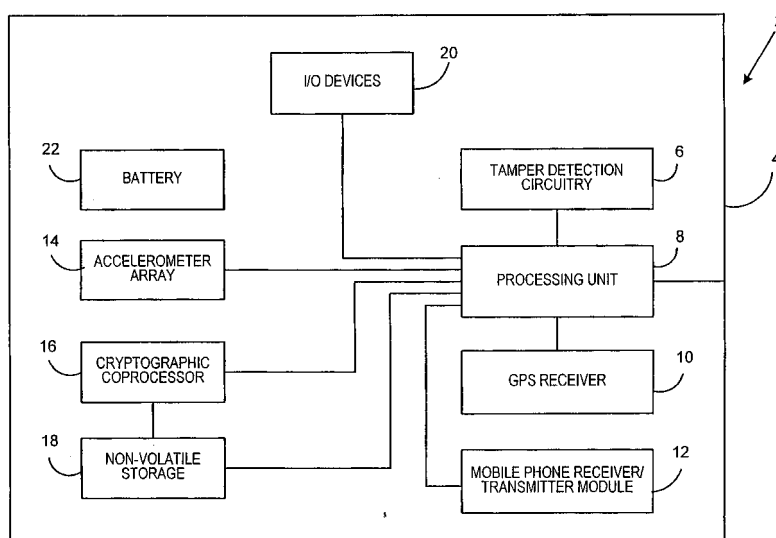 20
I/O DEVICES
22
BATTERY
6
TAMPER DETECTION
CIRCUITRY
4
14
ACCELEROMETER
ARRAY
8
PROCESSING UNIT
16
CRYPTOGRAPHIC
COPROCESSOR
10
GPS RECEIVER
18
NON-VOLATILE
STORAGE
12
MOBILE PHONE RECEIVER/
TRANSMITTER MODULE